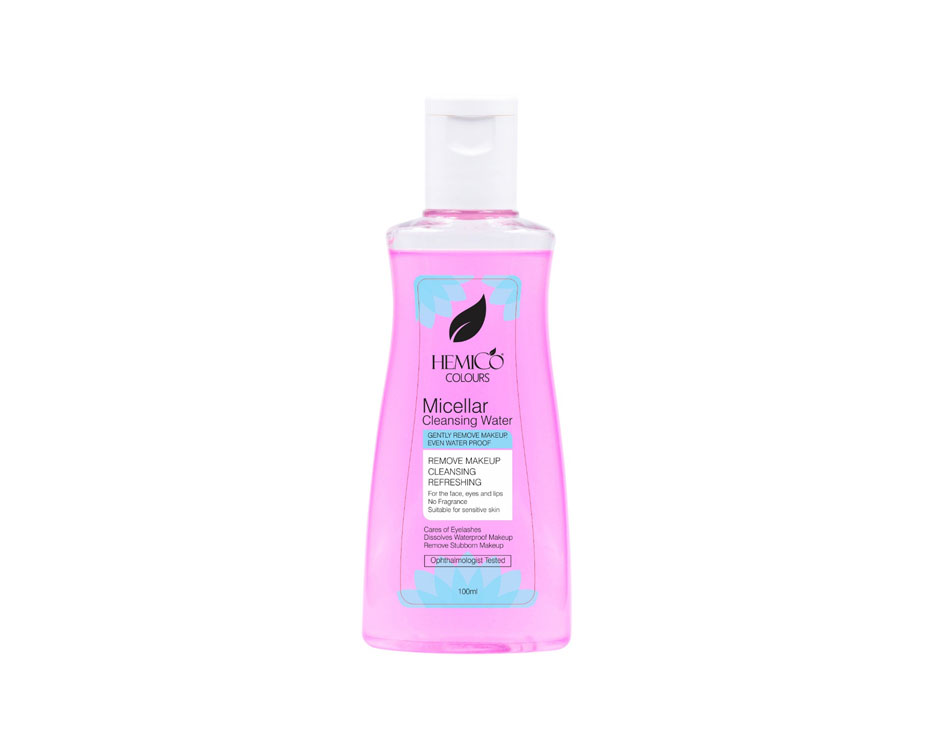 HEMICO
COLOURS
Micellar
Cleansing Water
GENTLY REMOVE MAKEUP,
EVEN WATER PROOF
REMOVE MAKEUP
CLEANSING
REFRESHING
For the face, eyes and lips
No Fragrance
Suitable for sensitive skin
Cares of Eyelashes
Dissolves Waterproof Makeup
Remove Stubborn Makeup
Ophthalmologist Tested
100ml